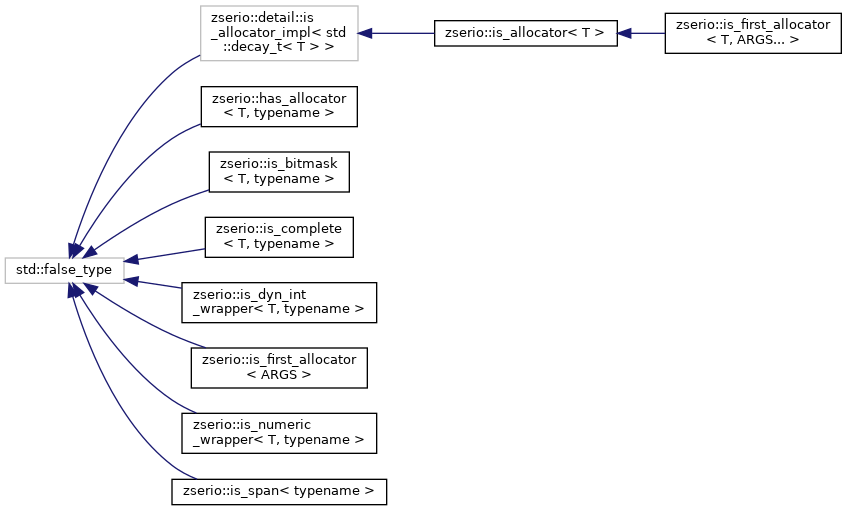 zserio::detail::is
_allocator_impl< std
::decay_t< T > >
zserio::is_allocator< T >
zserio::is_first_allocator
< T, ARGS... >
zserio::has_allocator
< T, typename >
zserio::is_bitmask
< T, typename >
zserio::is_complete
< T, typename >
std::false_type
zserio::is_dyn_int
_wrapper< T, typename >
zserio::is_first_allocator
< ARGS >
zserio::is_numeric
_wrapper< T, typename >
zserio::is_span< typename >